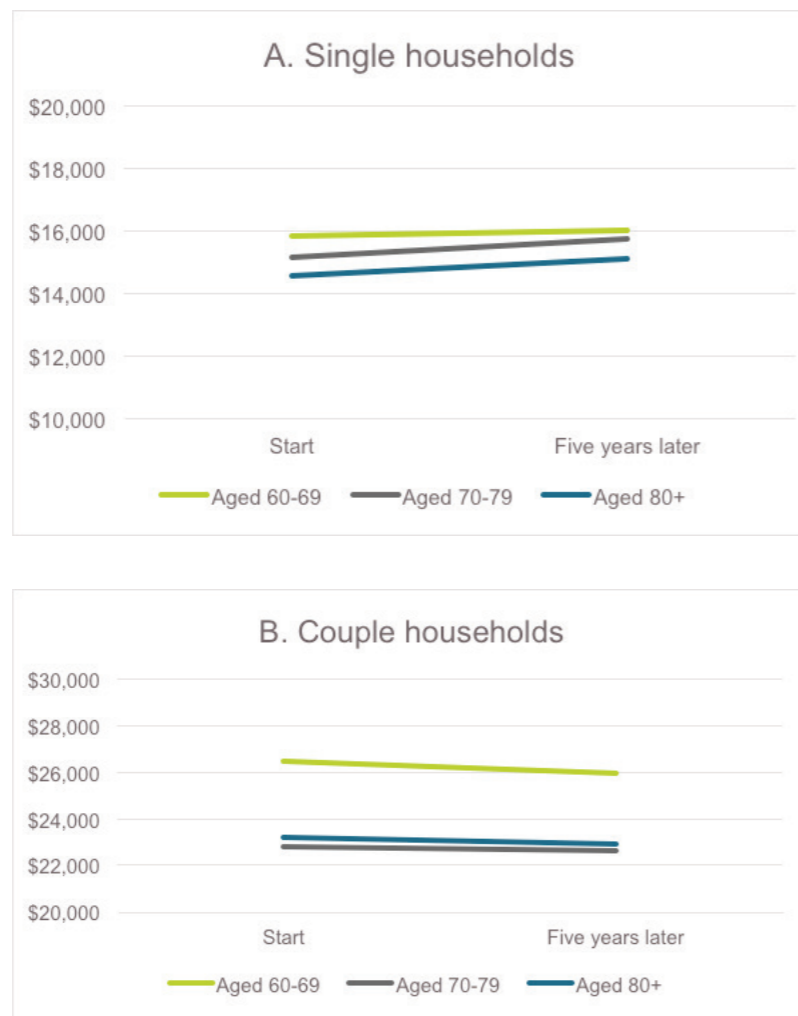 A. Single households
$20,000
$18,000
$16,000
$14,000
$12,000
$10,000
Start Five years later
Aged 60-69 Aged 70-79 Aged 80+
B. Couple households
$30,000
$28,000
$26,000
$24,000
$22,000
$20,000
Start Five years later
Aged 60-69 Aged 70-79 Aged 80+